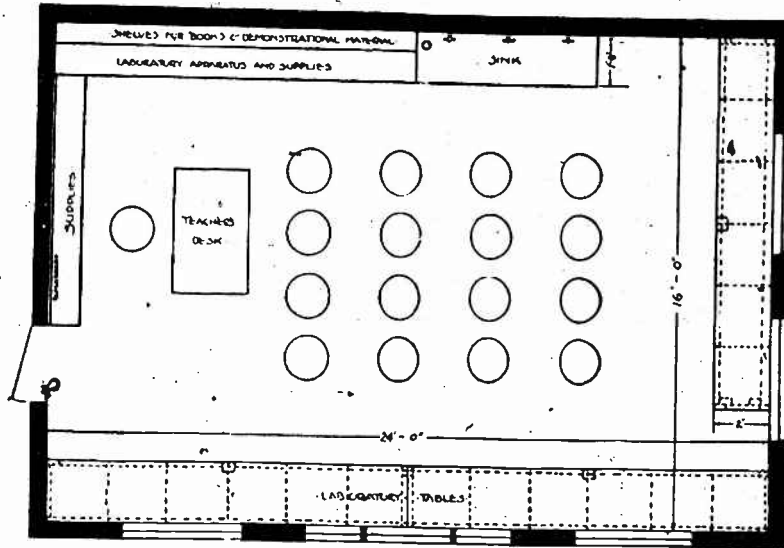 SHELVES FOR BOOKS & DEMONSTRATIONAL MATERIAL
LABORATORY APPARATUS AND SUPPLIES
SINK
SUPPLIES
TEACHERS
DESK
16'-0"
2'
24'-0"
LABORATORY TABLES